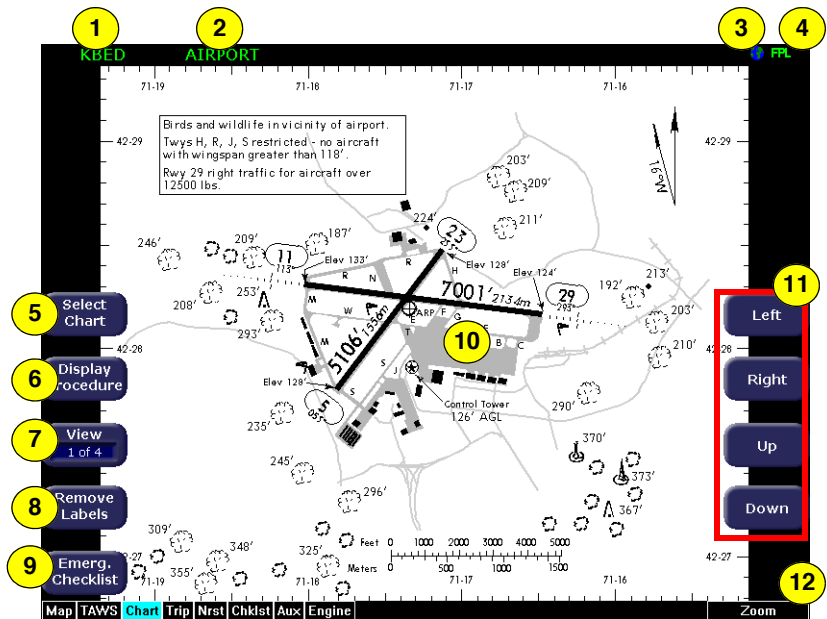 1
2
3
4
KBED AIRPORT FPL
71-19 71-18 71-17 71-16
42-29 42-29
Birds and wildlife in vicinity of airport.
Twys H, R, J, S restricted - no aircraft
with wingspan greater than 118'.
Rwy 29 right traffic for aircraft over
12500 lbs.
16°W
203'
209'
211'
224'
187'
209'
246'
23
11
113°
Elev 133'
Elev 128'
Elev 124'
R
R
N
H
M
M
W
A
E
F
G
T
B
C
S
S
J
ARP
7001' 2134m
5106' 1556m
29
293°
192'
213'
203'
210'
208'
253'
293'
5
Select
Chart
11
Left
10
42-28 42-28
6
Display
rocedure
Right
Elev 128'
5
055°
Control Tower
126' AGL
290'
235'
7
View
1 of 4
Up
370'
373'
367'
245'
296'
8
Remove
Labels
Down
309'
348'
355'
325'
Feet 0 1000 2000 3000 4000 5000
Meters 0 500 1000 1500
9
Emerg.
Checklist
42-27 42-27
71-19 71-18 71-17 71-16
12
Map TAWS Chart Trip Nrst Chklst Aux Engine Zoom